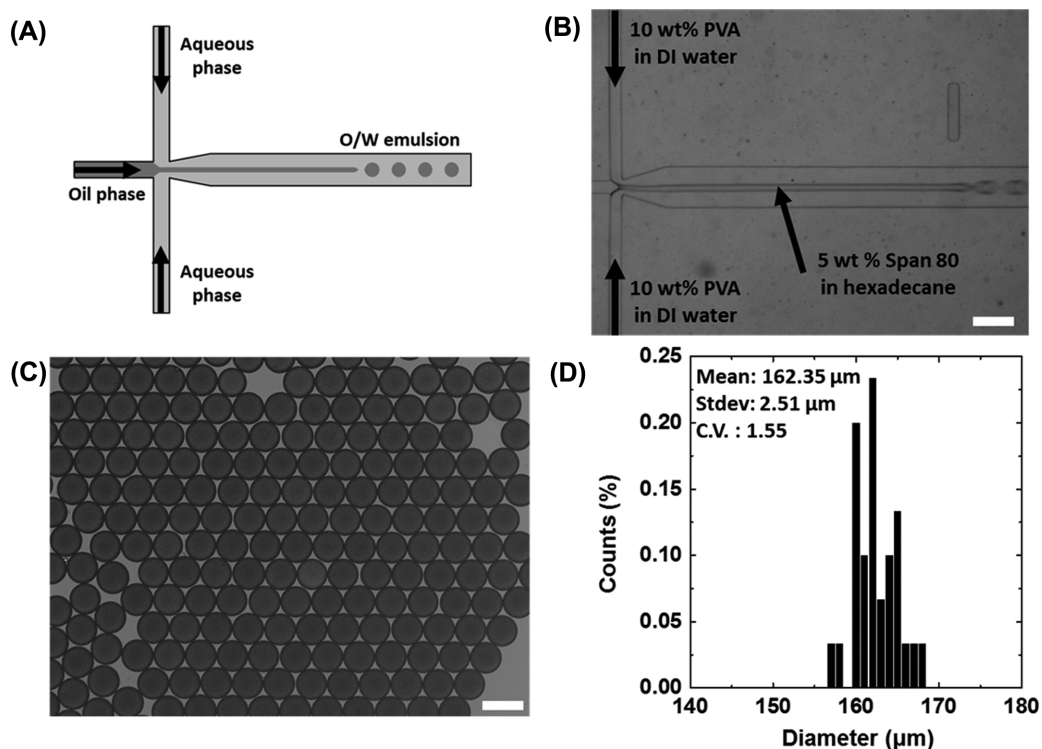 (A)
Aqueous
phase
O/W emulsion
Oil phase
Aqueous
phase
(B)
10 wt% PVA
in DI water
5 wt % Span 80
in hexadecane
10 wt% PVA
in DI water
(C)
(D)
Mean: 162.35 μm
Stdev: 2.51 μm
C.V. : 1.55
Counts (%)
0.25
0.20
0.15
0.10
0.05
0.00
140 150 160 170 180
Diameter (μm)